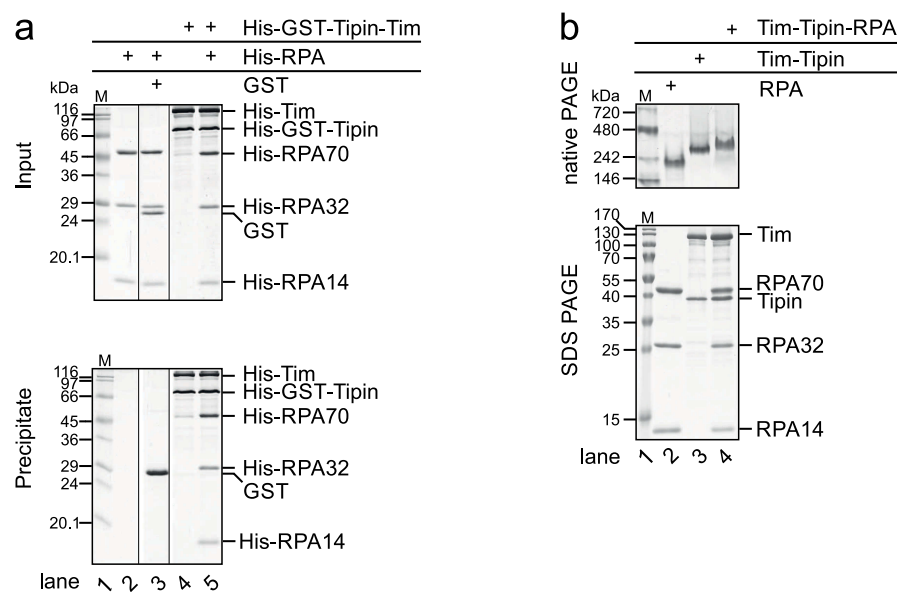 a
+ + His-GST-Tipin-Tim
+ + + His-RPA
+ GST
kDa
M
Input
116
97
66
45
36
29
24
20.1
His-Tim
His-GST-Tipin
His-RPA70
His-RPA32
GST
His-RPA14
M
Precipitate
116
97
66
45
36
29
24
20.1
His-Tim
His-GST-Tipin
His-RPA70
His-RPA32
GST
His-RPA14
lane 1 2 3 4 5
b
+ Tim-Tipin-RPA
+ Tim-Tipin
+ RPA
native PAGE
kDa
M
720
480
242
146
SDS PAGE
M
170
130
100
70
55
40
35
25
15
Tim
RPA70
Tipin
RPA32
RPA14
lane 1 2 3 4